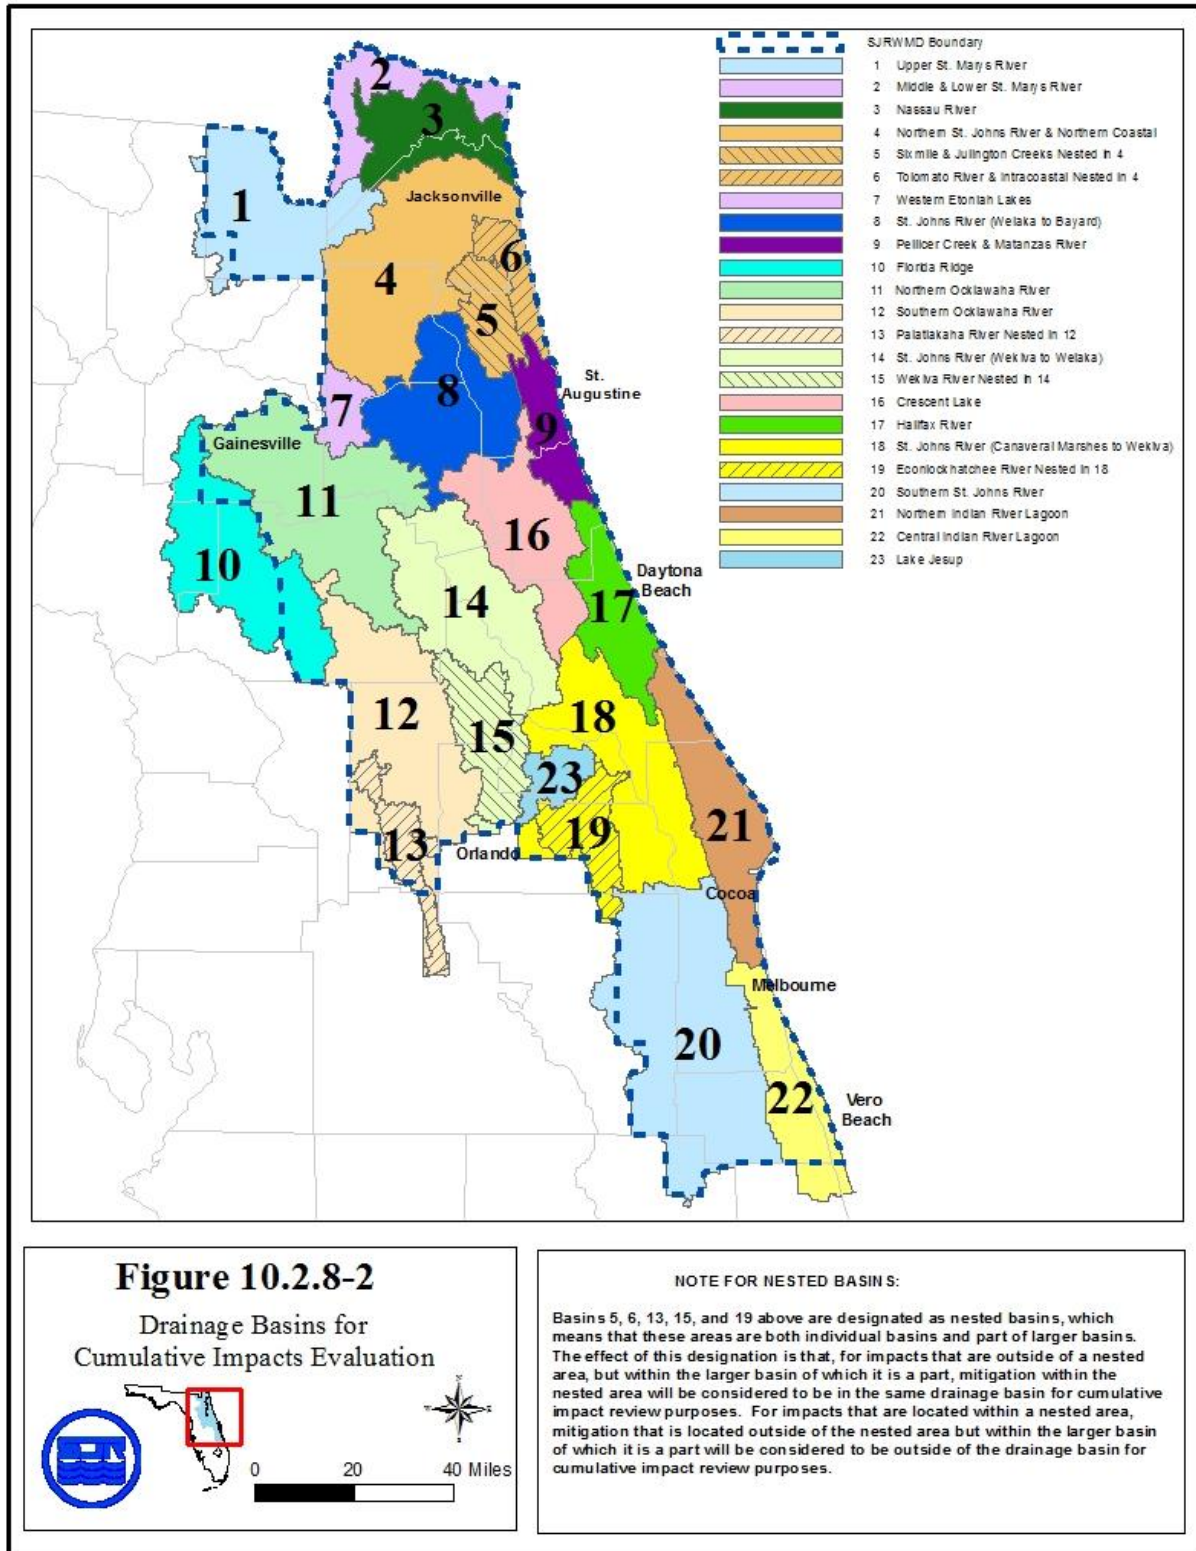 SJRWMD Boundary
1 Upper St. Marys River
2 Middle & Lower St. Marys River
3 Nassau River
4 Northern St. Johns River & Northern Coastal
5 Sixmile & Julington Creeks Nested in 4
6 Tolomato River & Intracoastal Nested in 4
7 Western Etoniah Lakes
8 St. Johns River (Welaka to Bayard)
9 Pellicer Creek & Matanzas River
10 Florida Ridge
11 Northern Ocklawaha River
12 Southern Ocklawaha River
13 Palatlakaha River Nested in 12
14 St. Johns River (Wekiva to Welaka)
15 Wekiva River Nested in 14
16 Crescent Lake
17 Halifax River
18 St. Johns River (Canaveral Marshes to Wekiva)
19 Econlockhatchee River Nested in 18
20 Southern St. Johns River
21 Northern Indian River Lagoon
22 Central Indian River Lagoon
23 Lake Jesup
2
3
1
Jacksonville
6
4
5
St.
Augustine
8
7
9
Gainesville
11
16
10
Daytona
Beach
14
17
12
18
15
23
21
19
13
Orlando
Cocoa
Melbourne
20
22
Vero
Beach
Figure 10.2.8-2
Drainage Basins for
Cumulative Impacts Evaluation
N
W E
S
0 20 40 Miles
NOTE FOR NESTED BASINS:
Basins 5, 6, 13, 15, and 19 above are designated as nested basins, which
means that these areas are both individual basins and part of larger basins.
The effect of this designation is that, for impacts that are outside of a nested
area, but within the larger basin of which it is a part, mitigation within the
nested area will be considered to be in the same drainage basin for cumulative
impact review purposes. For impacts that are located within a nested area,
mitigation that is located outside of the nested area but within the larger basin
of which it is a part will be considered to be outside of the drainage basin for
cumulative impact review purposes.